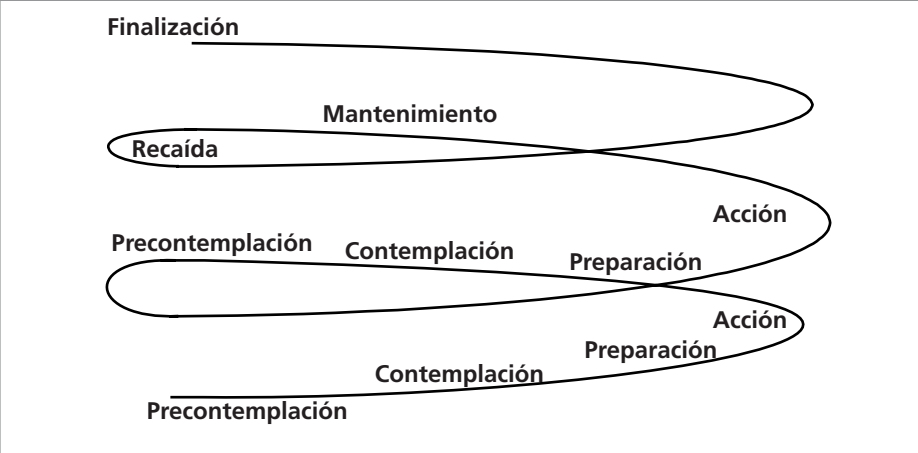 Finalización
Mantenimiento
Recaída
Acción
Precontemplación
Contemplación
Preparación
Acción
Preparación
Contemplación
Precontemplación